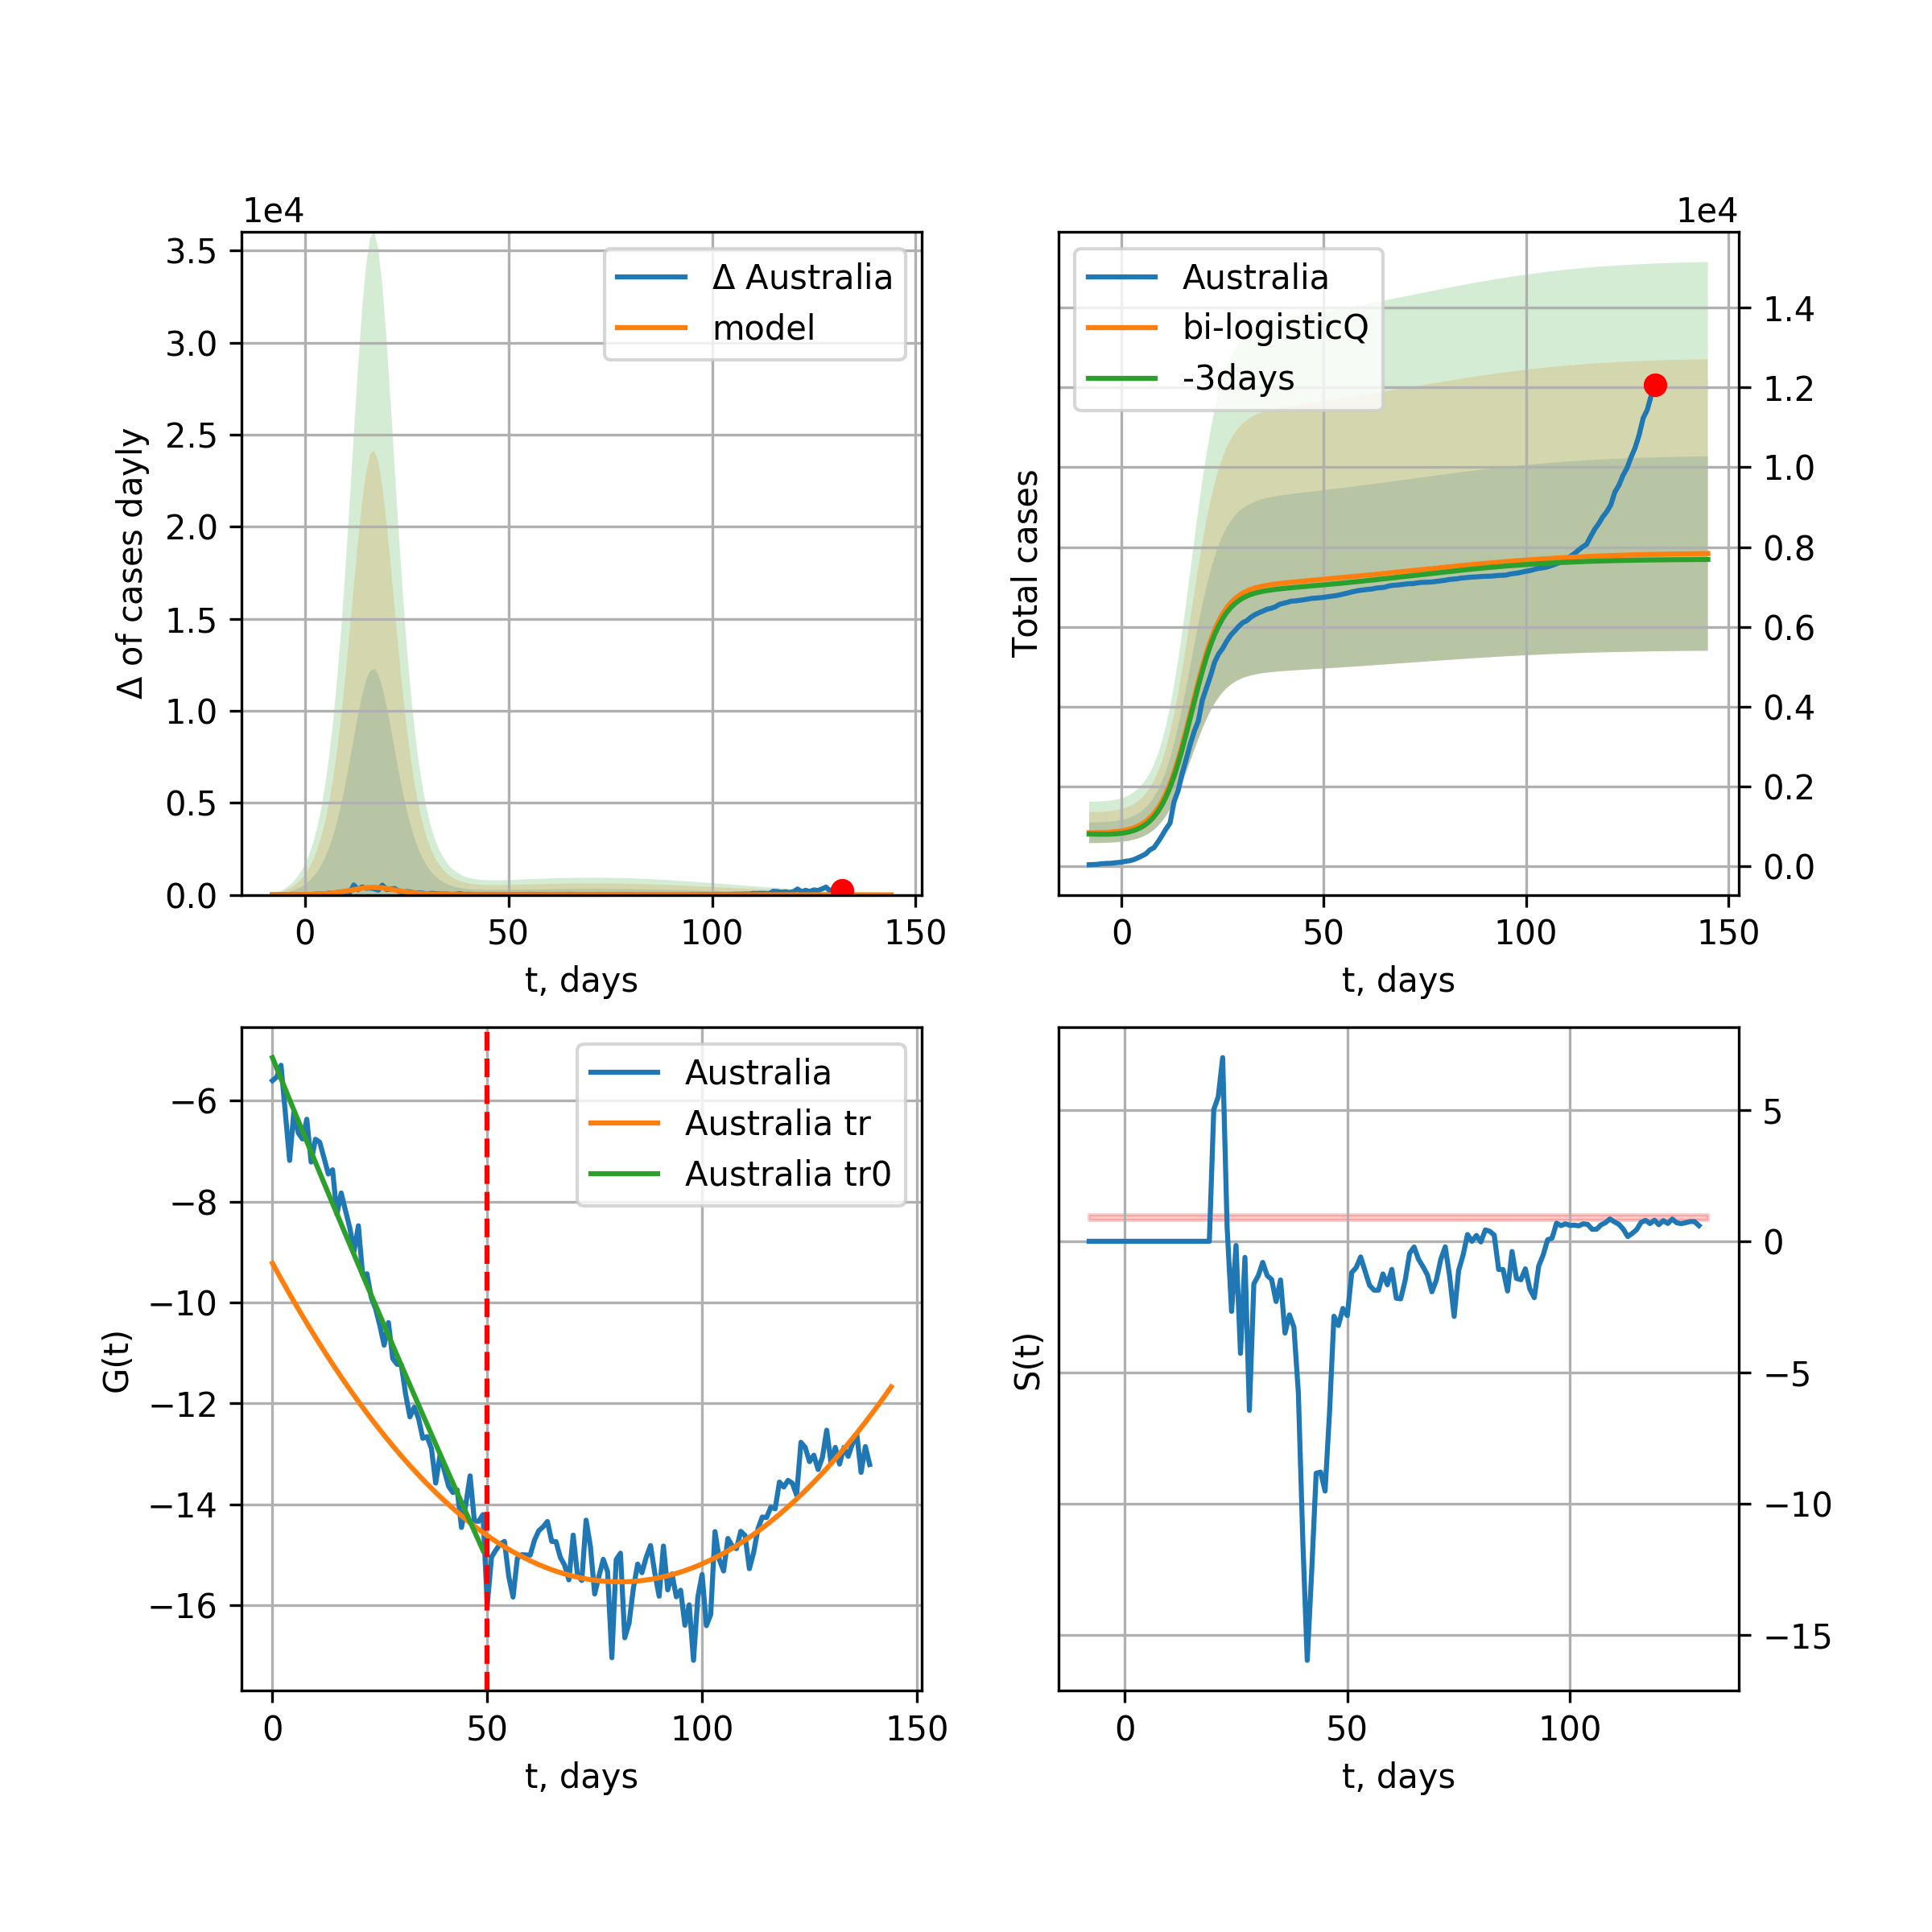 1e4
3.5
3.0
2.5
2.0
1.5
1.0
0.5
0.0
Δ of cases dayly
Δ Australia
model
0 50 100 150
t, days
1e4
Australia
bi-logisticQ
-3days
Total cases
1.4
1.2
1.0
0.8
0.6
0.4
0.2
0.0
0 50 100 150
t, days
−6
−8
−10
−12
−14
−16
G(t)
Australia
Australia tr
Australia tr0
0 50 100 150
t, days
S(t)
5
0
−5
−10
−15
0 50 100
t, days